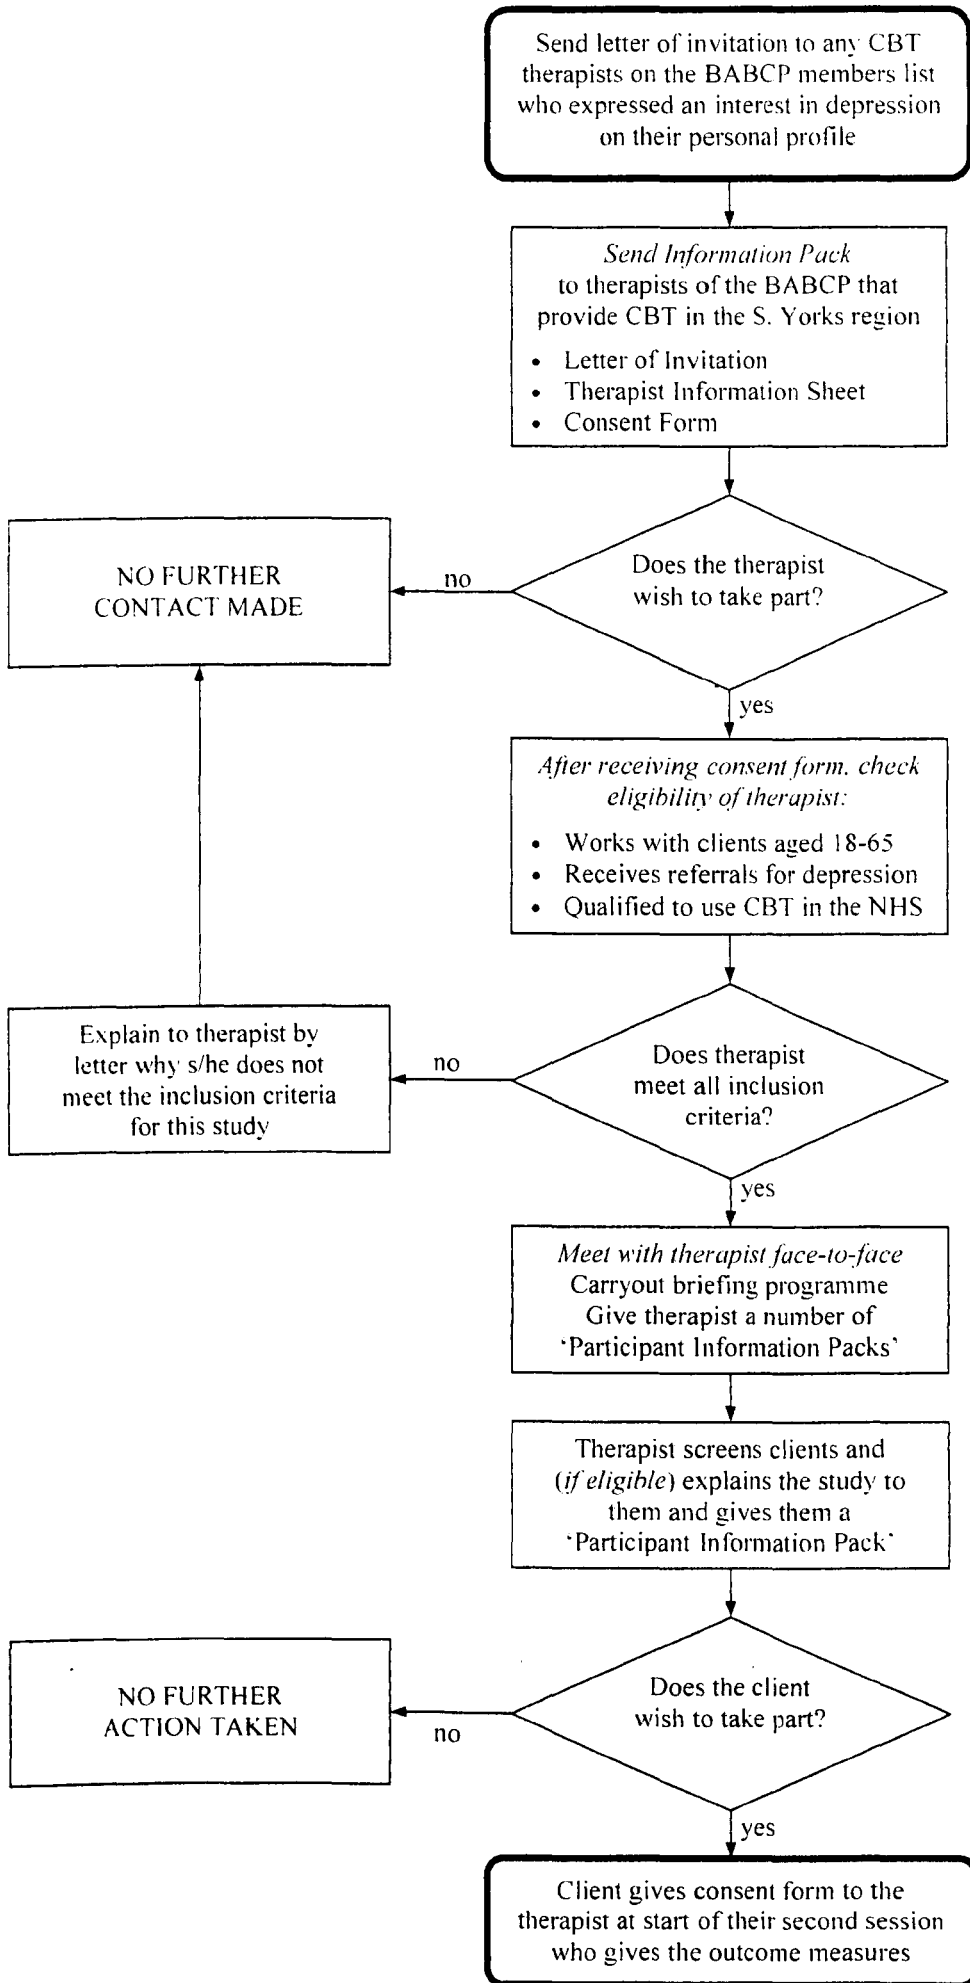 Send letter of invitation to any CBT
therapists on the BABCP members list
who expressed an interest in depression
on their personal profile
Send Information Pack
to therapists of the BABCP that
provide CBT in the S. Yorks region
• Letter of Invitation
• Therapist Information Sheet
• Consent Form
Does the therapist
wish to take part?
no
NO FURTHER
CONTACT MADE
yes
After receiving consent form, check
eligibility of therapist:
• Works with clients aged 18-65
• Receives referrals for depression
• Qualified to use CBT in the NHS
Does therapist
meet all inclusion
criteria?
no
Explain to therapist by
letter why s/he does not
meet the inclusion criteria
for this study
yes
Meet with therapist face-to-face
Carryout briefing programme
Give therapist a number of
'Participant Information Packs'
Therapist screens clients and
(if eligible) explains the study to
them and gives them a
'Participant Information Pack'
Does the client
wish to take part?
no
NO FURTHER
ACTION TAKEN
yes
Client gives consent form to the
therapist at start of their second session
who gives the outcome measures